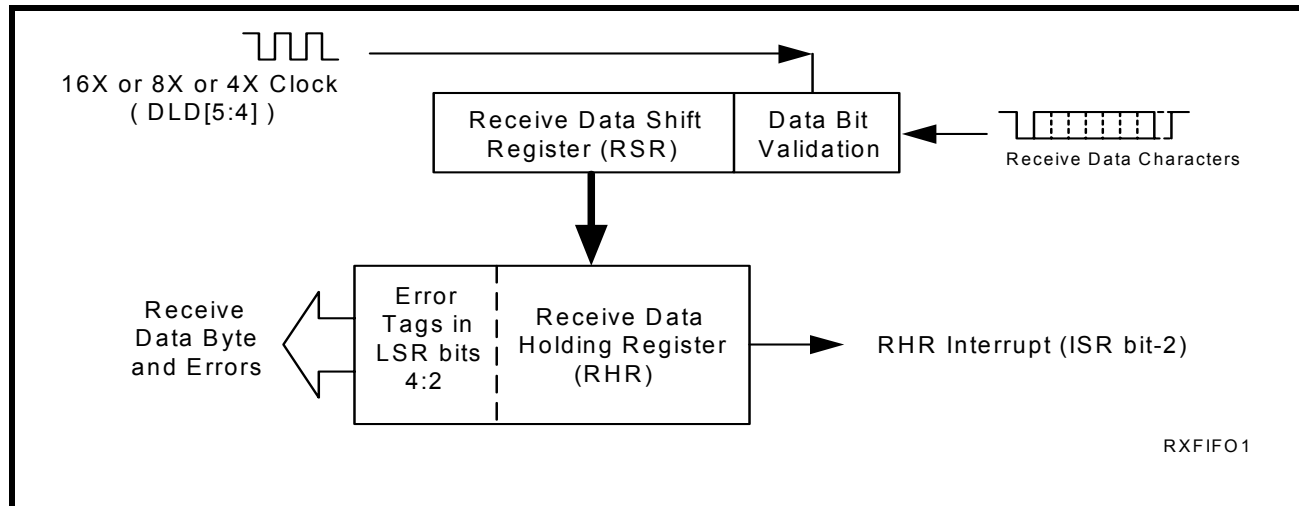 16X or 8X or 4X Clock
( DLD[5:4] )
Receive Data Shift
Register (RSR)
Data Bit
Validation
Receive Data Characters
Receive
Data Byte
and Errors
Error
Tags in
LSR bits
4:2
Receive Data
Holding Register
(RHR)
RHR Interrupt (ISR bit-2)
RXFIFO1